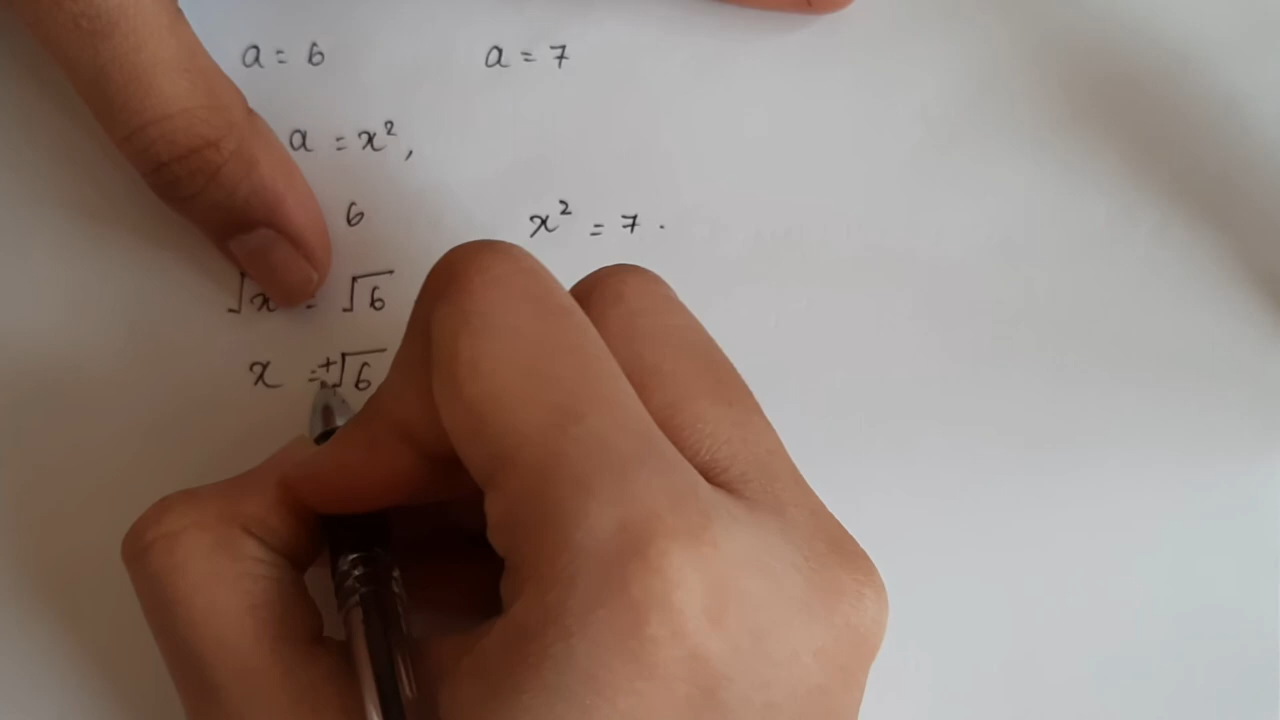 a = 6 a = 7
a = x²,
6 x² = 7 .
√x = √6
x = ±√6